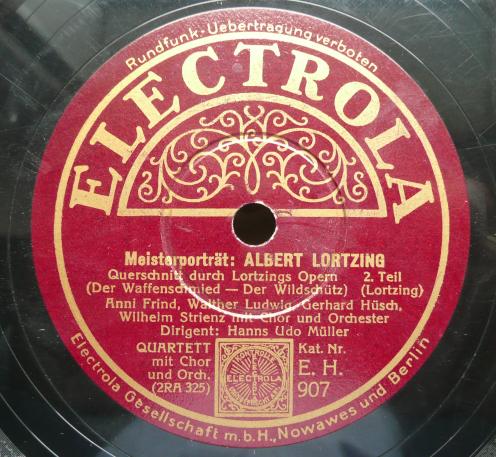 Rundfunk-Uebertragung verboten
ELECTROLA
Meisterporträt: ALBERT LORTZING
Querschnitt durch Lortzings Opern 2. Teil
(Der Waffenschmied — Der Wildschütz) (Lortzing)
Anni Frind, Walther Ludwig, Gerhard Hüsch,
Wilhelm Strienz mit Chor und Orchester
Dirigent: Hanns Udo Müller
QUARTETT
mit Chor
und Orch.
(2RA 325)
ELECTROLA
Kat. Nr.
E. H.
907
Electrola Gesellschaft m.b.H., Nowawes und Berlin